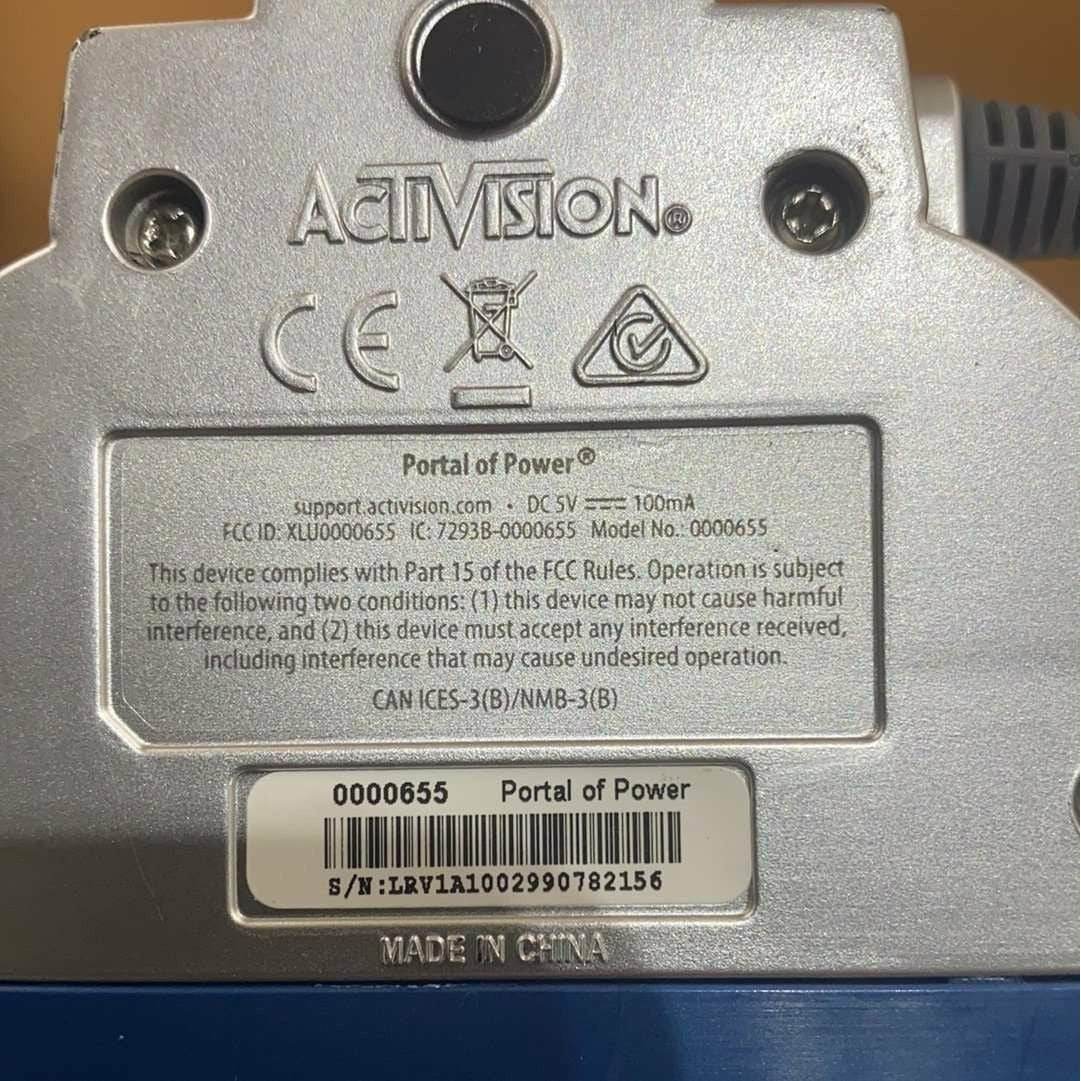 ACTIVISION®
CE
Portal of Power®
support.activision.com • DC 5V ⎓ 100mA
FCC ID: XLU0000655 IC: 7293B-0000655 Model No.: 0000655
This device complies with Part 15 of the FCC Rules. Operation is subject
to the following two conditions: (1) this device may not cause harmful
interference, and (2) this device must accept any interference received,
including interference that may cause undesired operation.
CAN ICES-3(B)/NMB-3(B)
0000655 Portal of Power
S/N:LRV1A1002990782156
MADE IN CHINA